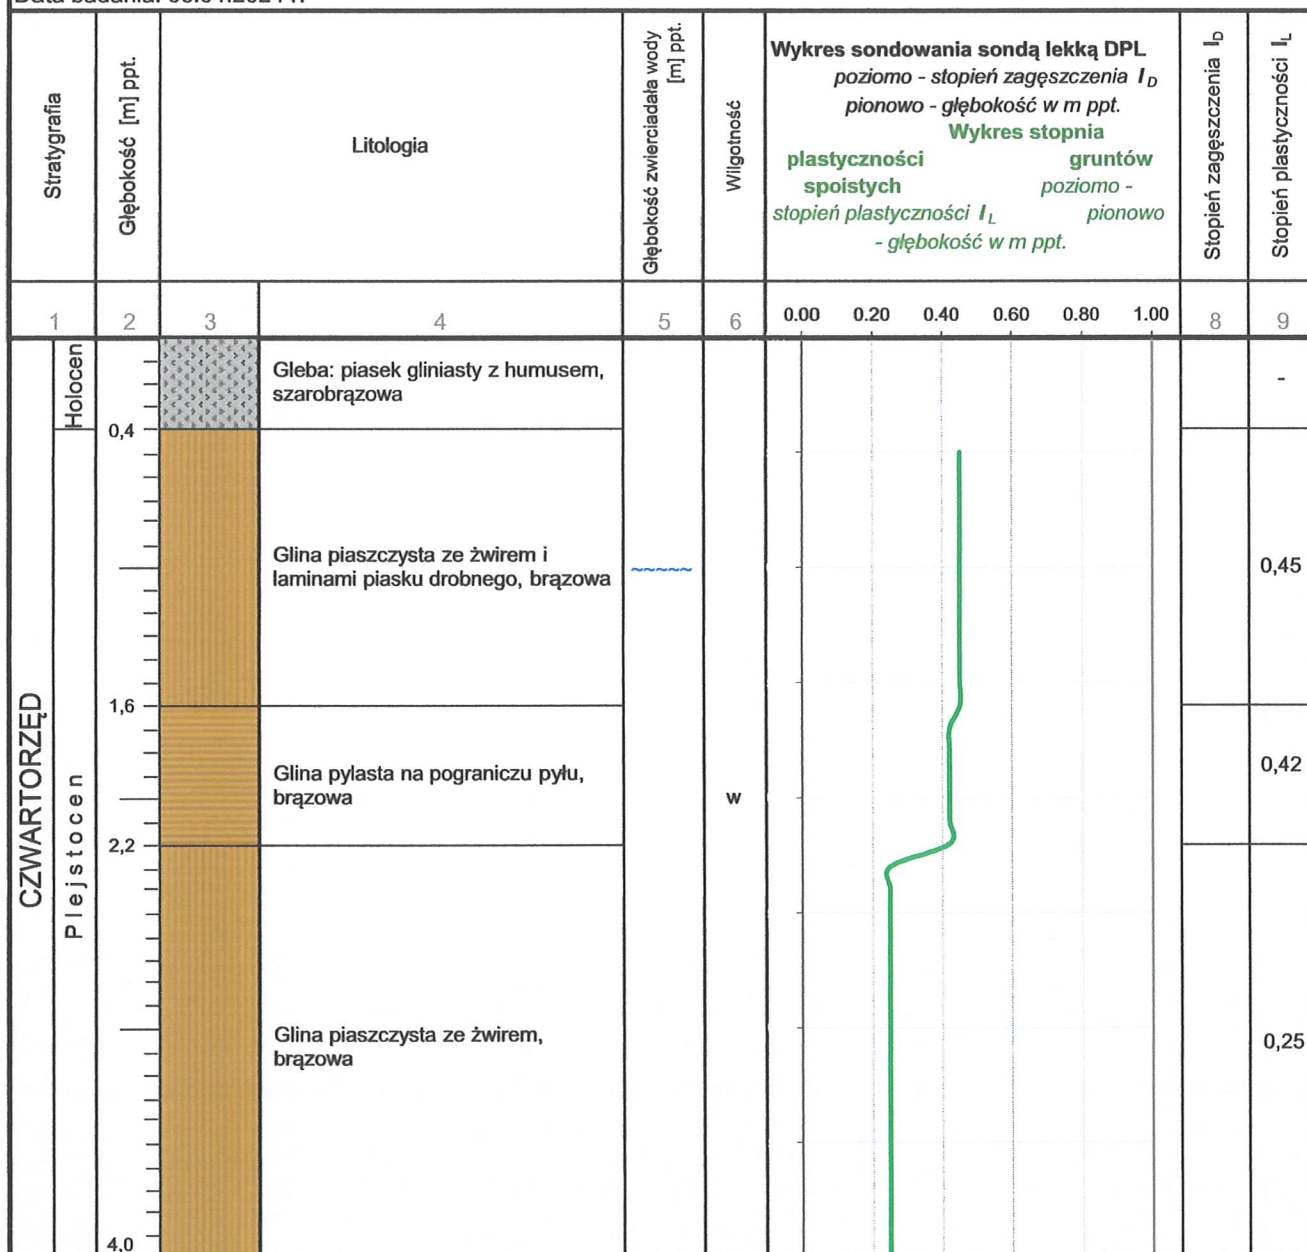 Stratygrafia
Głębokość [m] ppt.
Litologia
Głębokość zwierciadała wody
[m] ppt.
Wilgotność
Wykres sondowania sondą lekką DPL
poziomo - stopień zagęszczenia I D
pionowo - głębokość w m ppt.
Wykres stopnia
plastyczności gruntów
spoistych poziomo -
stopień plastyczności I L pionowo
- głębokość w m ppt.
Stopień zagęszczenia I D
Stopień plastyczności I L
1 2 3 4 5 6 0.00 0.20 0.40 0.60 0.80 1.00 8 9
CZWARTORZĘD
Holocen
Gleba: piasek gliniasty z humusem,
szarobrązowa
-
0,4
Plejstocen
Glina piaszczysta ze żwirem i
laminami piasku drobnego, brązowa
~~~~~
0,45
1,6
Glina pylasta na pograniczu pyłu,
brązowa
w
0,42
2,2
Glina piaszczysta ze żwirem,
brązowa
0,25
4,0